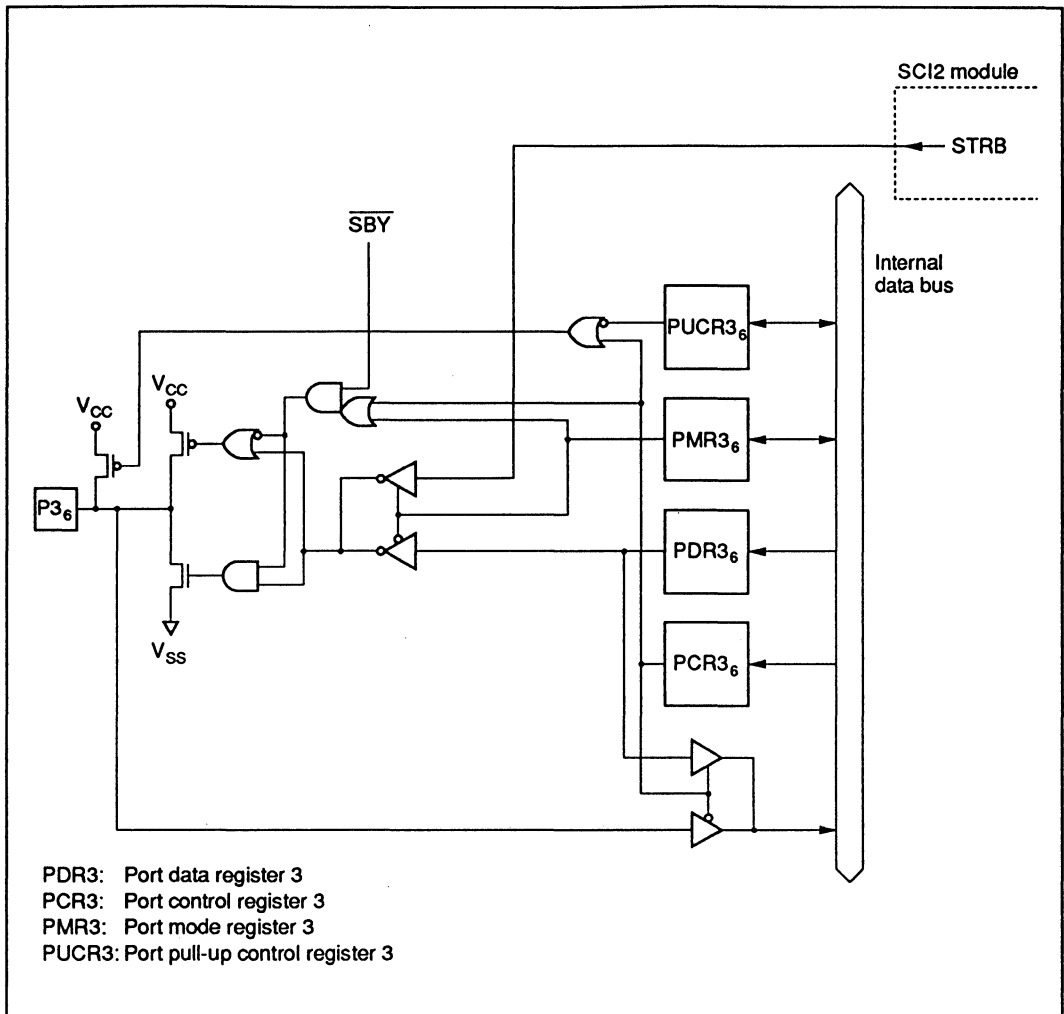 SCI2 module
STRB
SBY
Internal
data bus
PUCR3₆
VCC
VCC
PMR3₆
P3₆
PDR3₆
VSS
PCR3₆
PDR3: Port data register 3
PCR3: Port control register 3
PMR3: Port mode register 3
PUCR3: Port pull-up control register 3